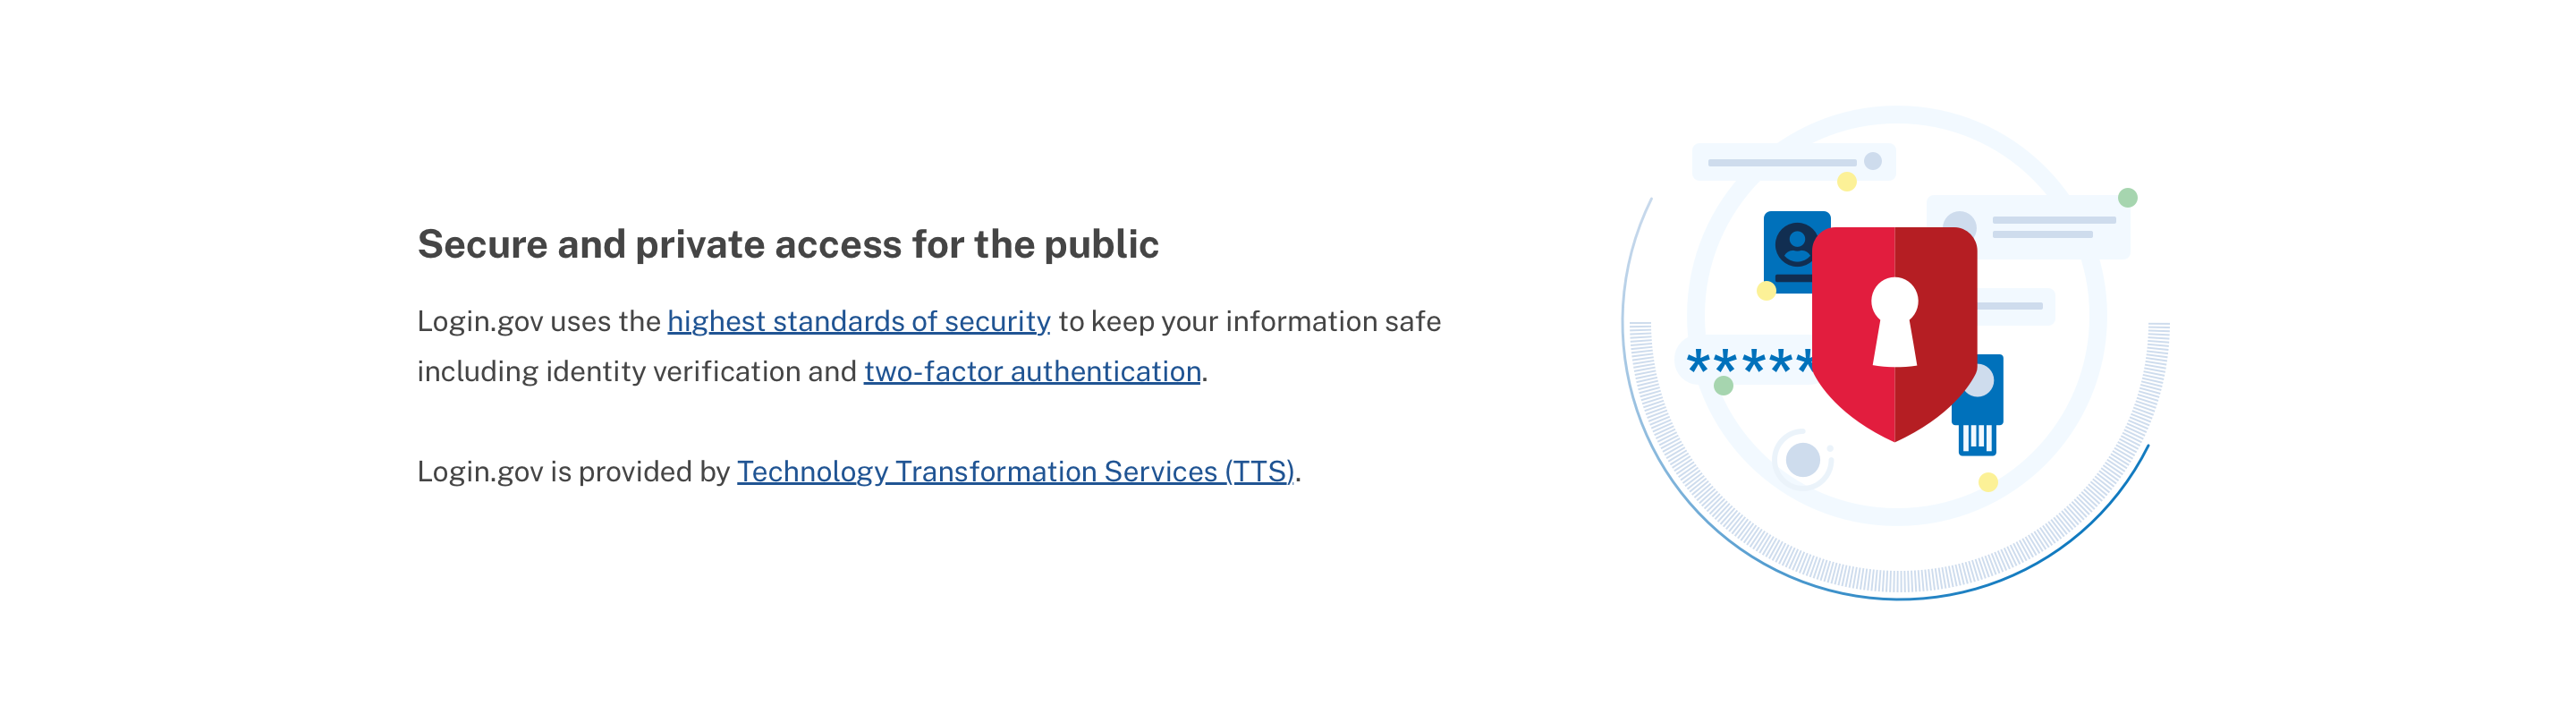 Secure and private access for the public
Login.gov uses the highest standards of security to keep your information safe
including identity verification and two-factor authentication.
Login.gov is provided by Technology Transformation Services (TTS).
*****